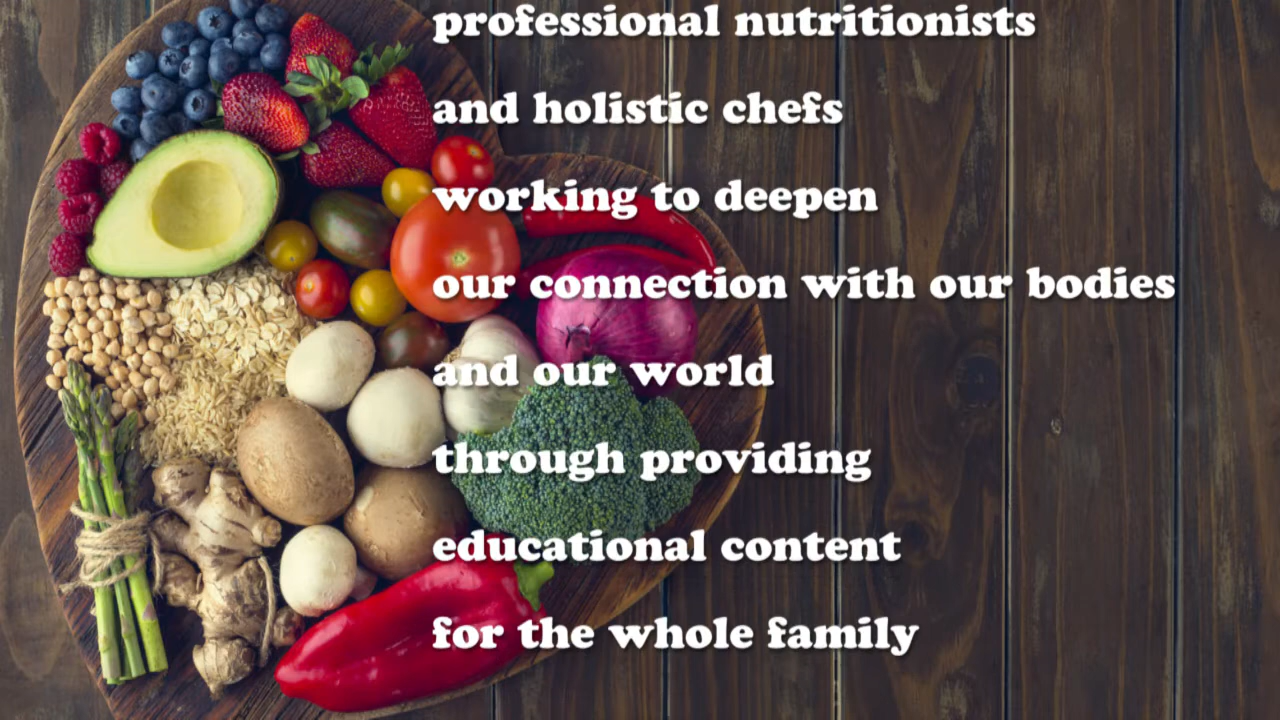 professional nutritionists
and holistic chefs
working to deepen
our connection with our bodies
and our world
through providing
educational content
for the whole family